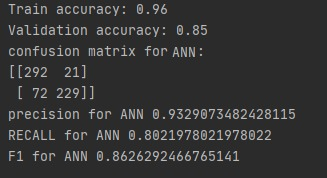 Train accuracy: 0.96
Validation accuracy: 0.85
confusion matrix for ANN:
[[292  21]
 [ 72 229]]
precision for ANN 0.9329073482428115
RECALL for ANN 0.8021978021978022
F1 for ANN 0.8626292466765141